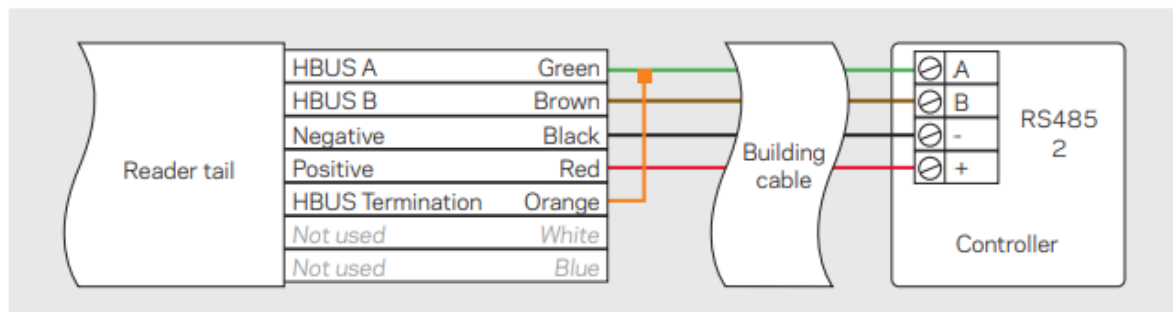 HBUS A Green
HBUS B Brown
Negative Black
Positive Red
HBUS Termination Orange
Not used White
Not used Blue
Reader tail
Building
cable
A
B
-
+
RS485
2
Controller